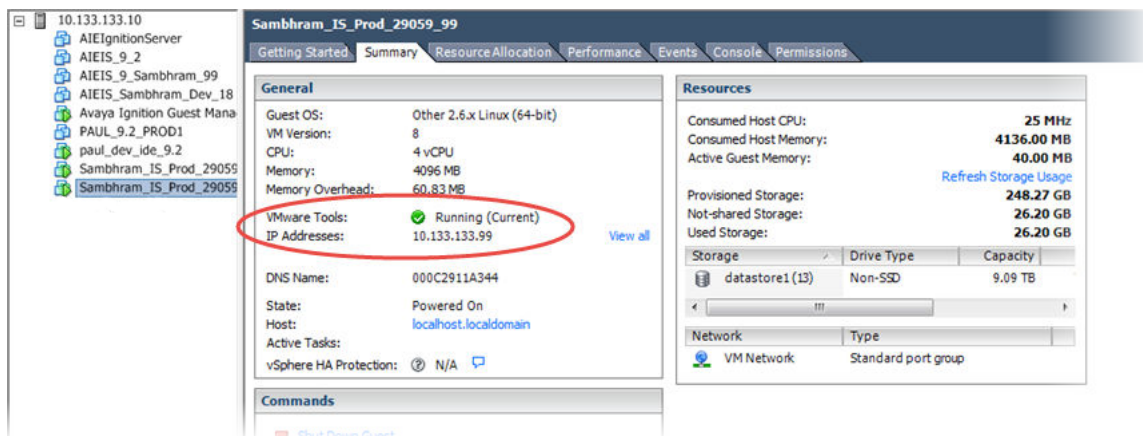 10.133.133.10
AIEIgnitionServer
AIEIS_9_2
AIEIS_9_Sambhram_99
AIEIS_Sambhram_Dev_18
Avaya Ignition Guest Mana
PAUL_9.2_PROD1
paul_dev_ide_9.2
Sambhram_IS_Prod_29059
Sambhram_IS_Prod_29059
Sambhram_IS_Prod_29059_99
Getting Started Summary Resource Allocation Performance Events Console Permissions
General
Guest OS: Other 2.6.x Linux (64-bit)
VM Version: 8
CPU: 4 vCPU
Memory: 4096 MB
Memory Overhead: 60.83 MB
VMware Tools: Running (Current)
IP Addresses: 10.133.133.99 View all
DNS Name: 000C2911A344
State: Powered On
Host: localhost.localdomain
Active Tasks:
vSphere HA Protection: N/A
Commands
Shut Down Guest
Resources
Consumed Host CPU: 25 MHz
Consumed Host Memory: 4136.00 MB
Active Guest Memory: 40.00 MB
Refresh Storage Usage
Provisioned Storage: 248.27 GB
Not-shared Storage: 26.20 GB
Used Storage: 26.20 GB
Storage Drive Type Capacity
datastore1 (13) Non-SSD 9.09 TB
Network Type
VM Network Standard port group